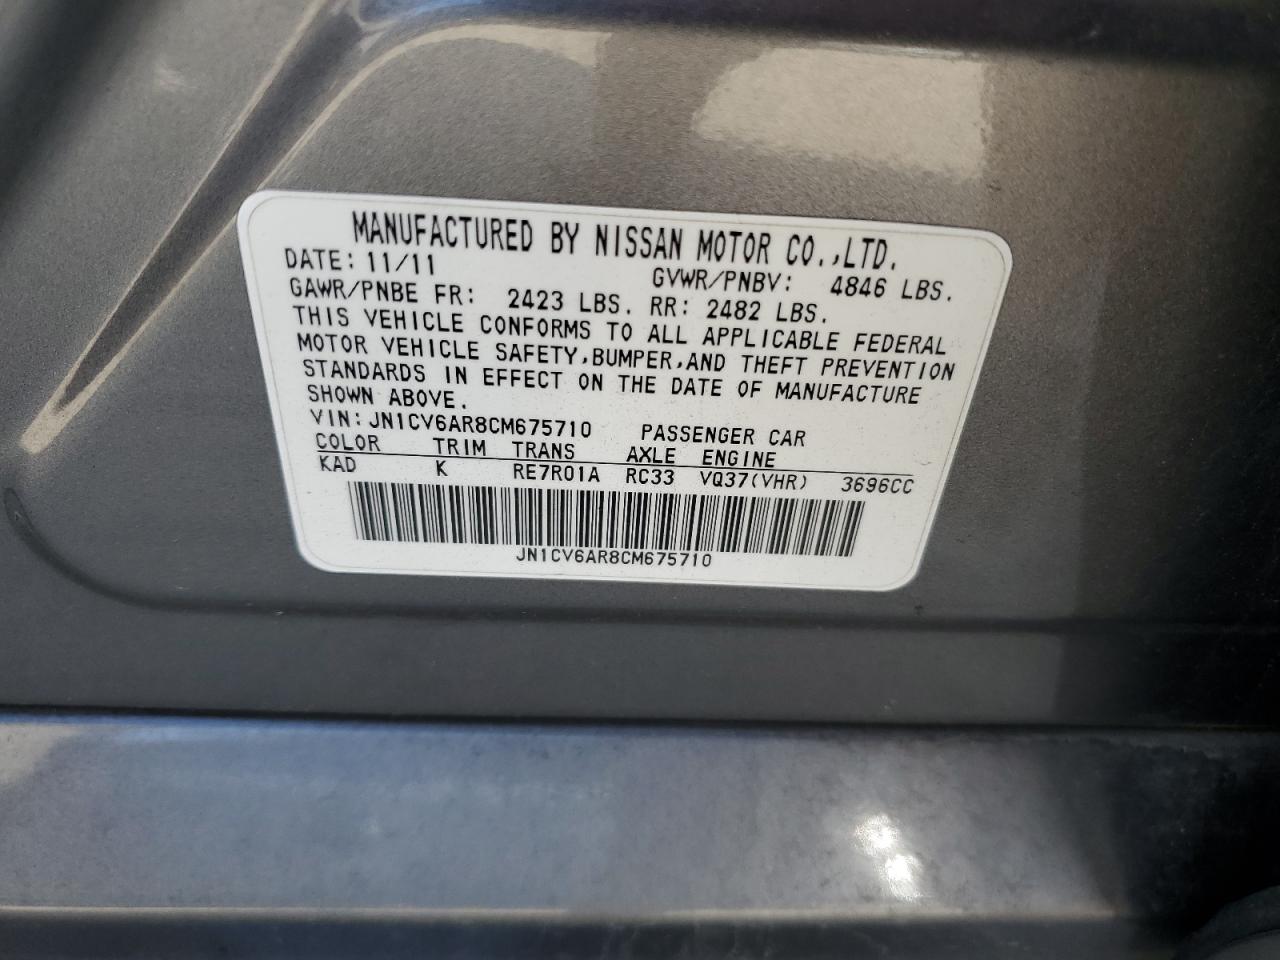 MANUFACTURED BY NISSAN MOTOR CO.,LTD.
DATE: 11/11 GVWR/PNBV: 4846 LBS.
GAWR/PNBE FR: 2423 LBS. RR: 2482 LBS.
THIS VEHICLE CONFORMS TO ALL APPLICABLE FEDERAL
MOTOR VEHICLE SAFETY,BUMPER,AND THEFT PREVENTION
STANDARDS IN EFFECT ON THE DATE OF MANUFACTURE
SHOWN ABOVE.
VIN: JN1CV6AR8CM675710 PASSENGER CAR
COLOR TRIM TRANS AXLE ENGINE
KAD K RE7R01A RC33 VQ37(VHR) 3696CC
JN1CV6AR8CM675710